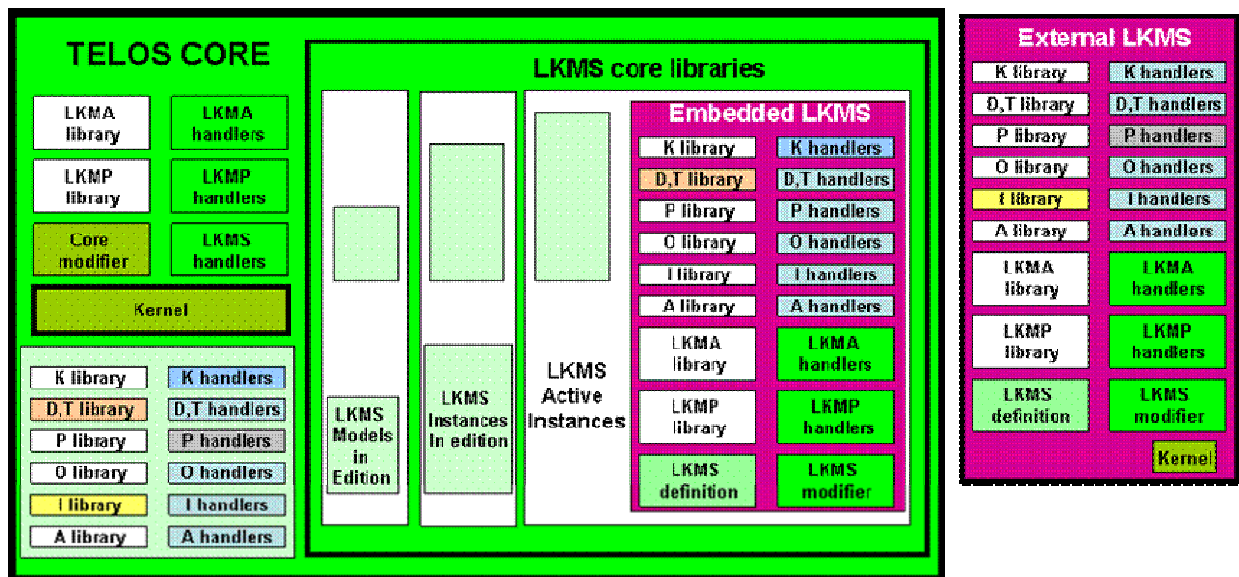 TELOS CORE
LKMA
library
LKMA
handlers
LKMP
library
LKMP
handlers
Core
modifier
LKMS
handlers
Kernel
K library
K handlers
D,T library
D,T handlers
P library
P handlers
O library
O handlers
I library
I handlers
A library
A handlers
LKMS core libraries
LKMS
Models
in
Edition
LKMS
Instances
In edition
LKMS
Active
Instances
Embedded LKMS
K library
K handlers
D,T library
D,T handlers
P library
P handlers
O library
O handlers
I library
I handlers
A library
A handlers
LKMA
library
LKMA
handlers
LKMP
library
LKMP
handlers
LKMS
definition
LKMS
modifier
External LKMS
K library
K handlers
D,T library
D,T handlers
P library
P handlers
O library
O handlers
I library
I handlers
A library
A handlers
LKMA
library
LKMA
handlers
LKMP
library
LKMP
handlers
LKMS
definition
LKMS
modifier
Kernel